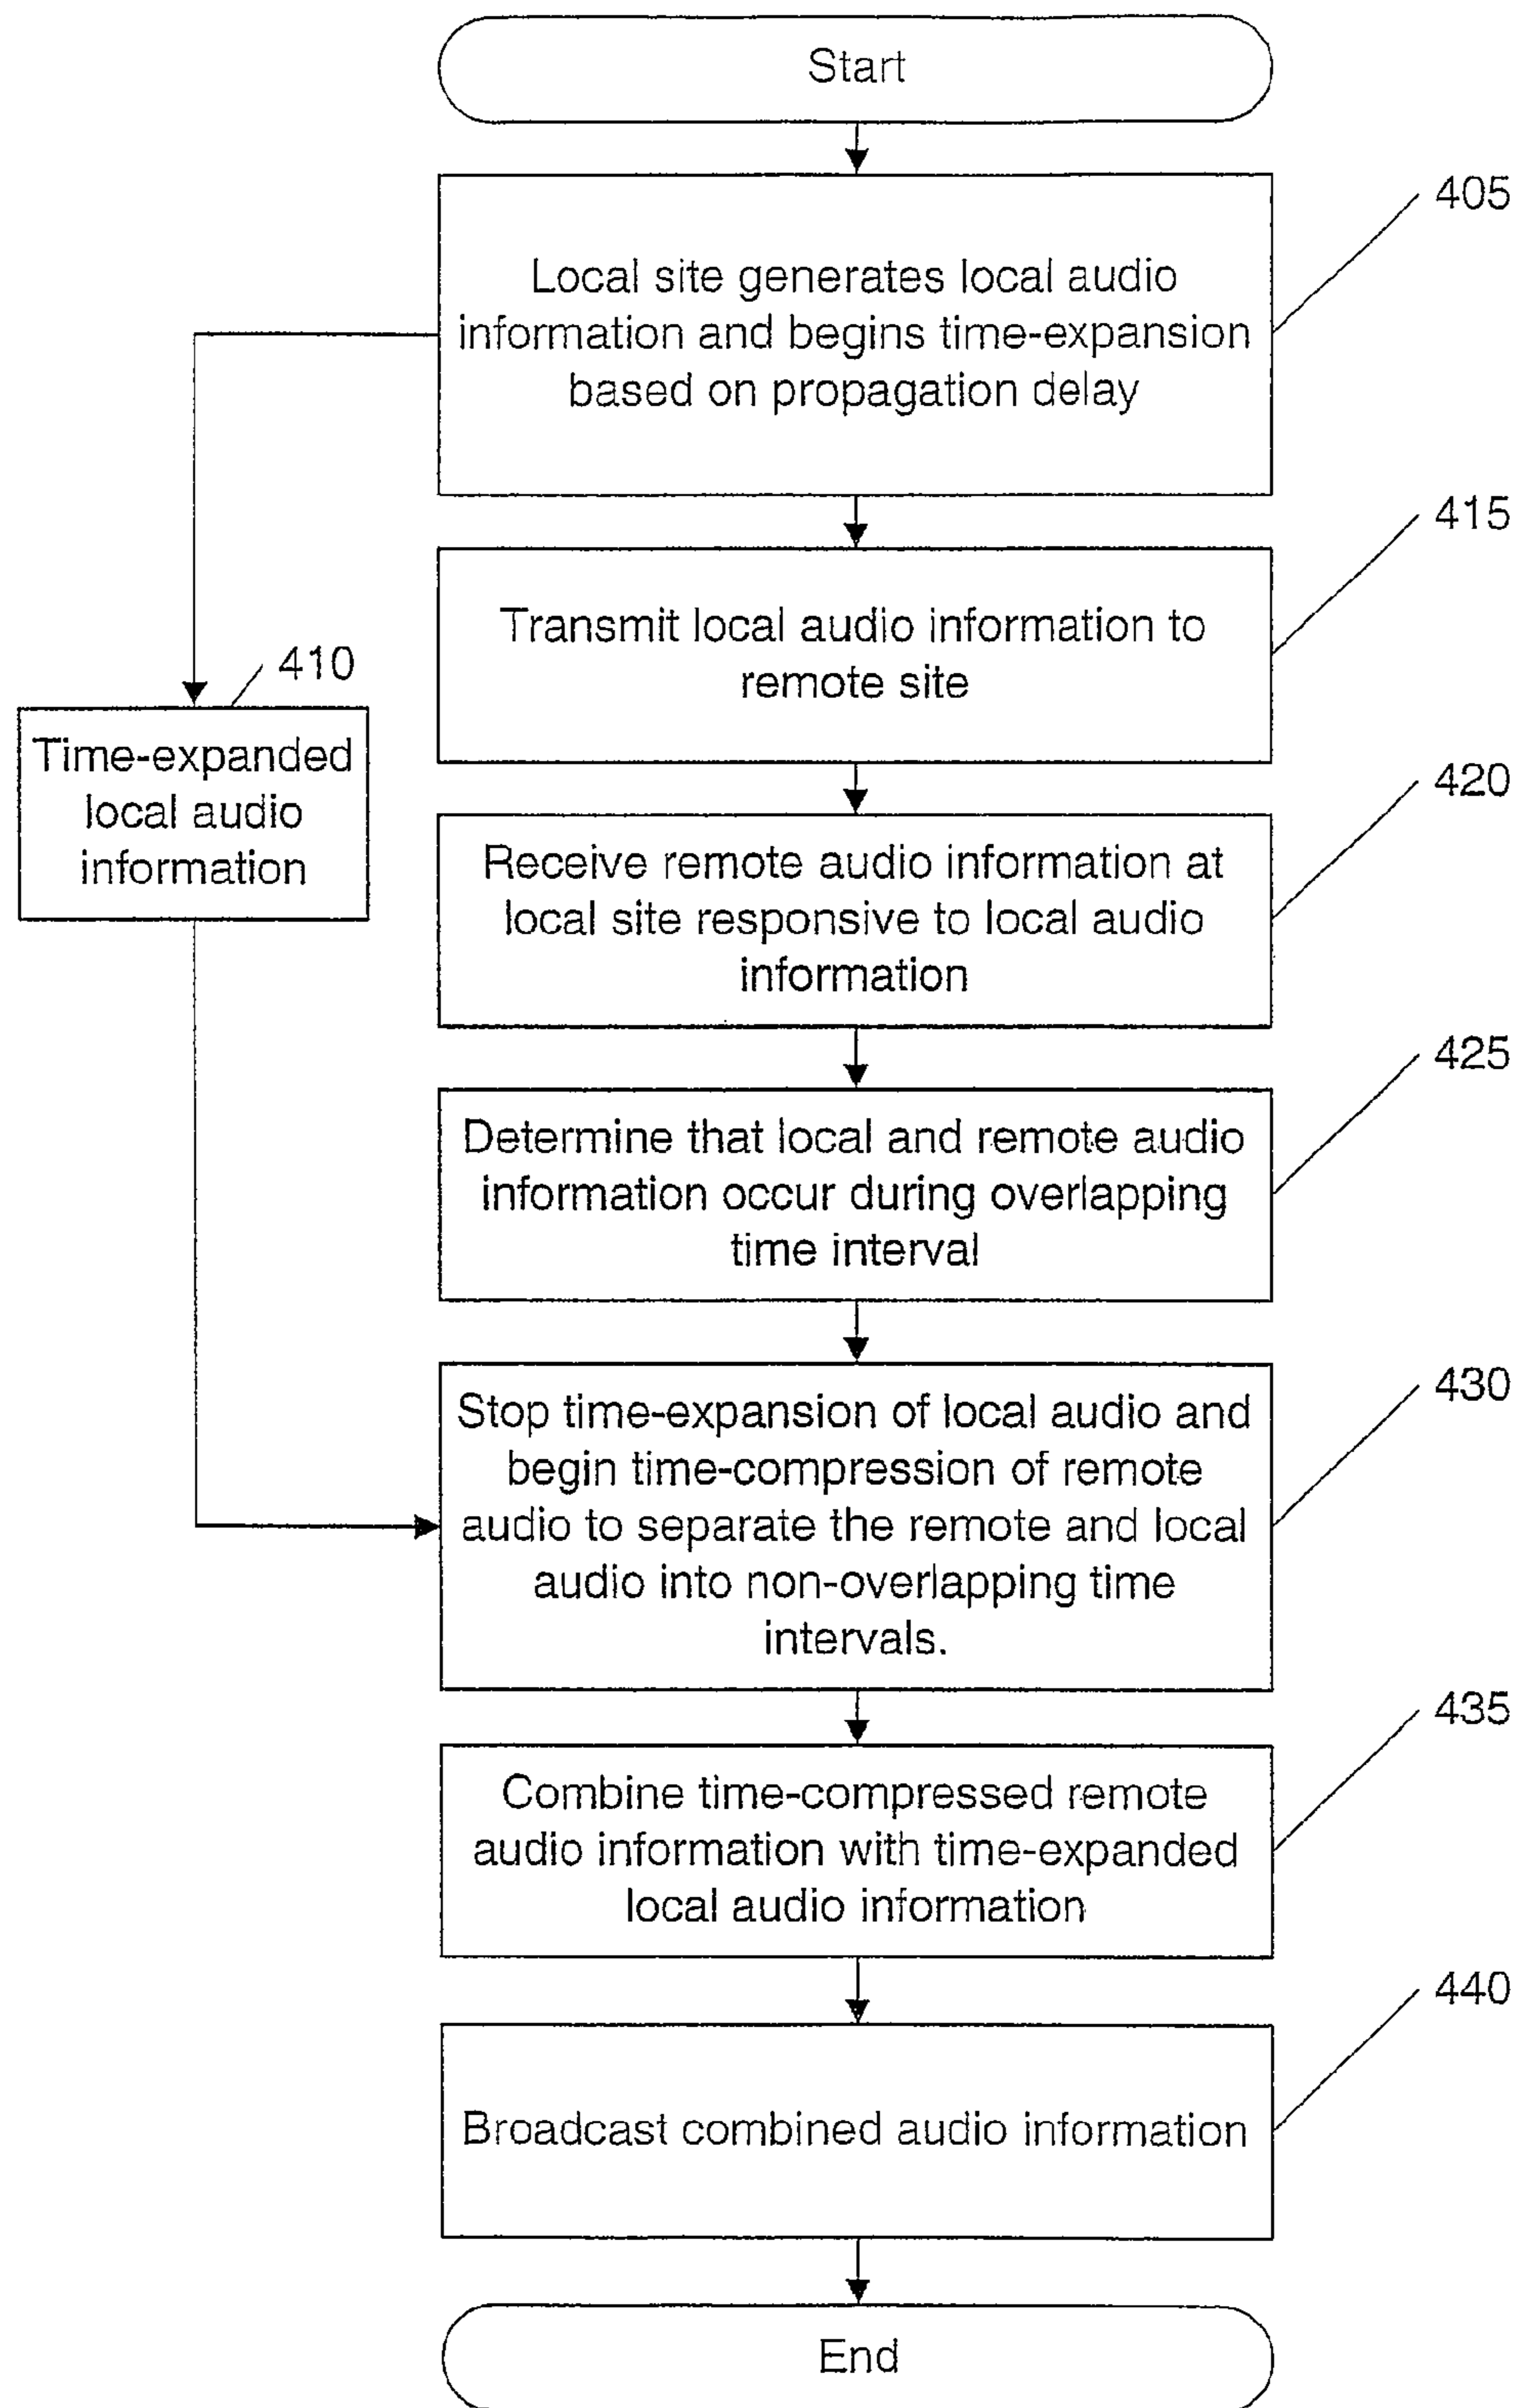 Start
405
Local site generates local audio
information and begins time-expansion
based on propagation delay
415
Transmit local audio information to
remote site
410
Time-expanded
local audio
information
420
Receive remote audio information at
local site responsive to local audio
information
425
Determine that local and remote audio
information occur during overlapping
time interval
430
Stop time-expansion of local audio and
begin time-compression of remote
audio to separate the remote and local
audio into non-overlapping time
intervals.
435
Combine time-compressed remote
audio information with time-expanded
local audio information
440
Broadcast combined audio information
End